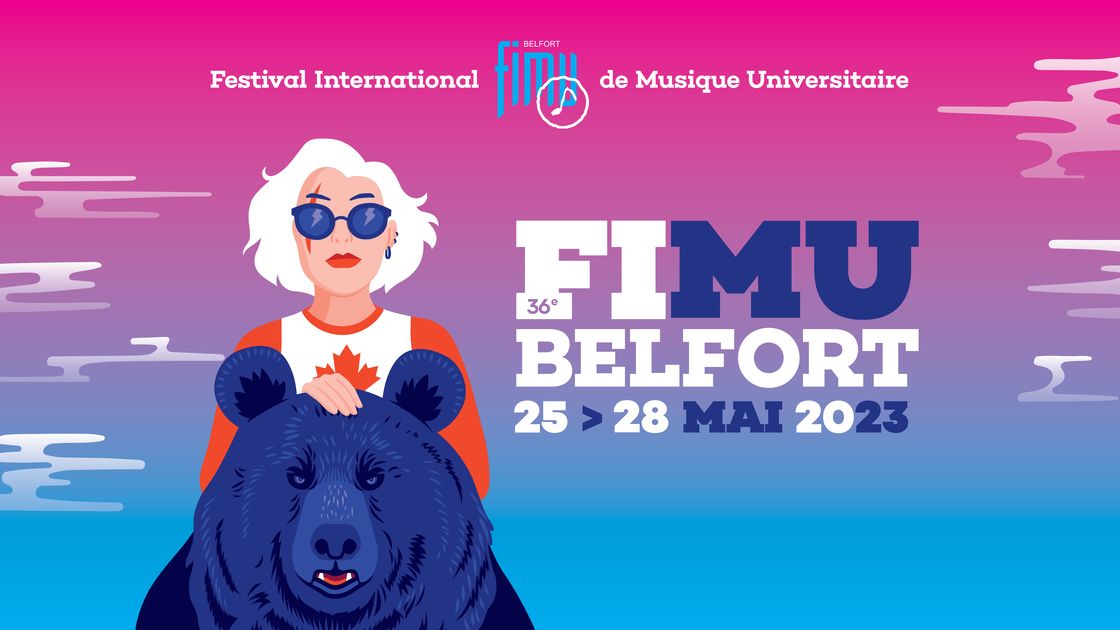 BELFORT
Festival International fimu de Musique Universitaire
FIMU
36e
BELFORT
25 > 28 MAI 2023